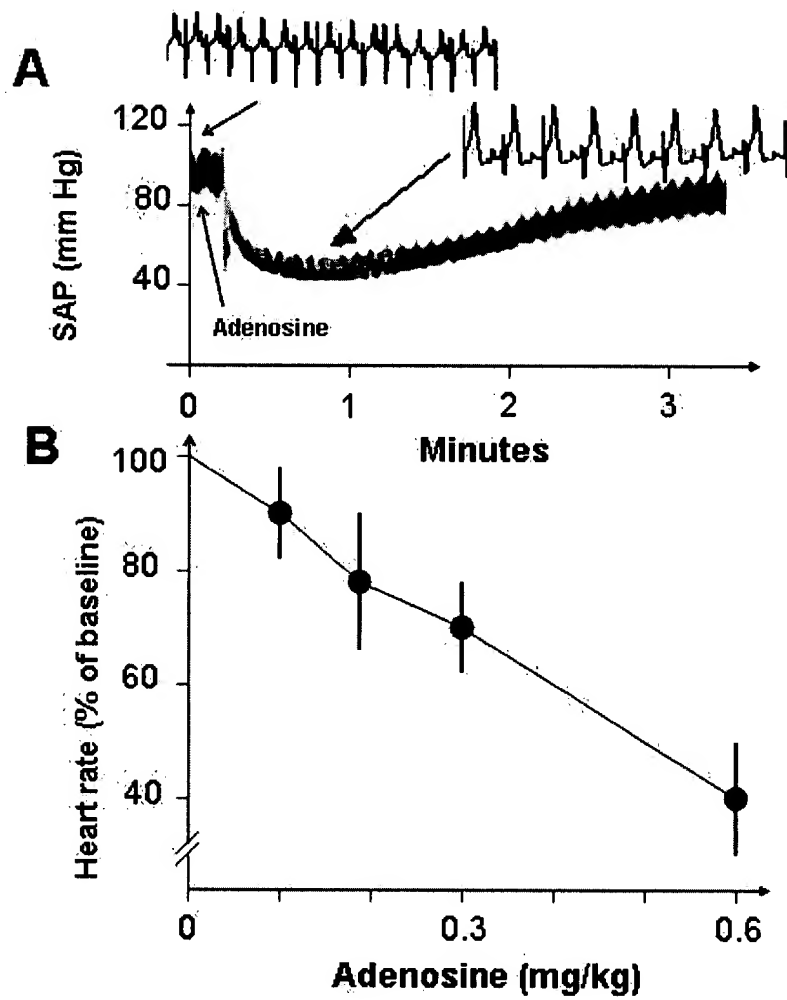 A
120
80
40
SAP (mm Hg)
Adenosine
0 1 2 3
Minutes
B
100
80
60
40
Heart rate (% of baseline)
0 0.3 0.6
Adenosine (mg/kg)